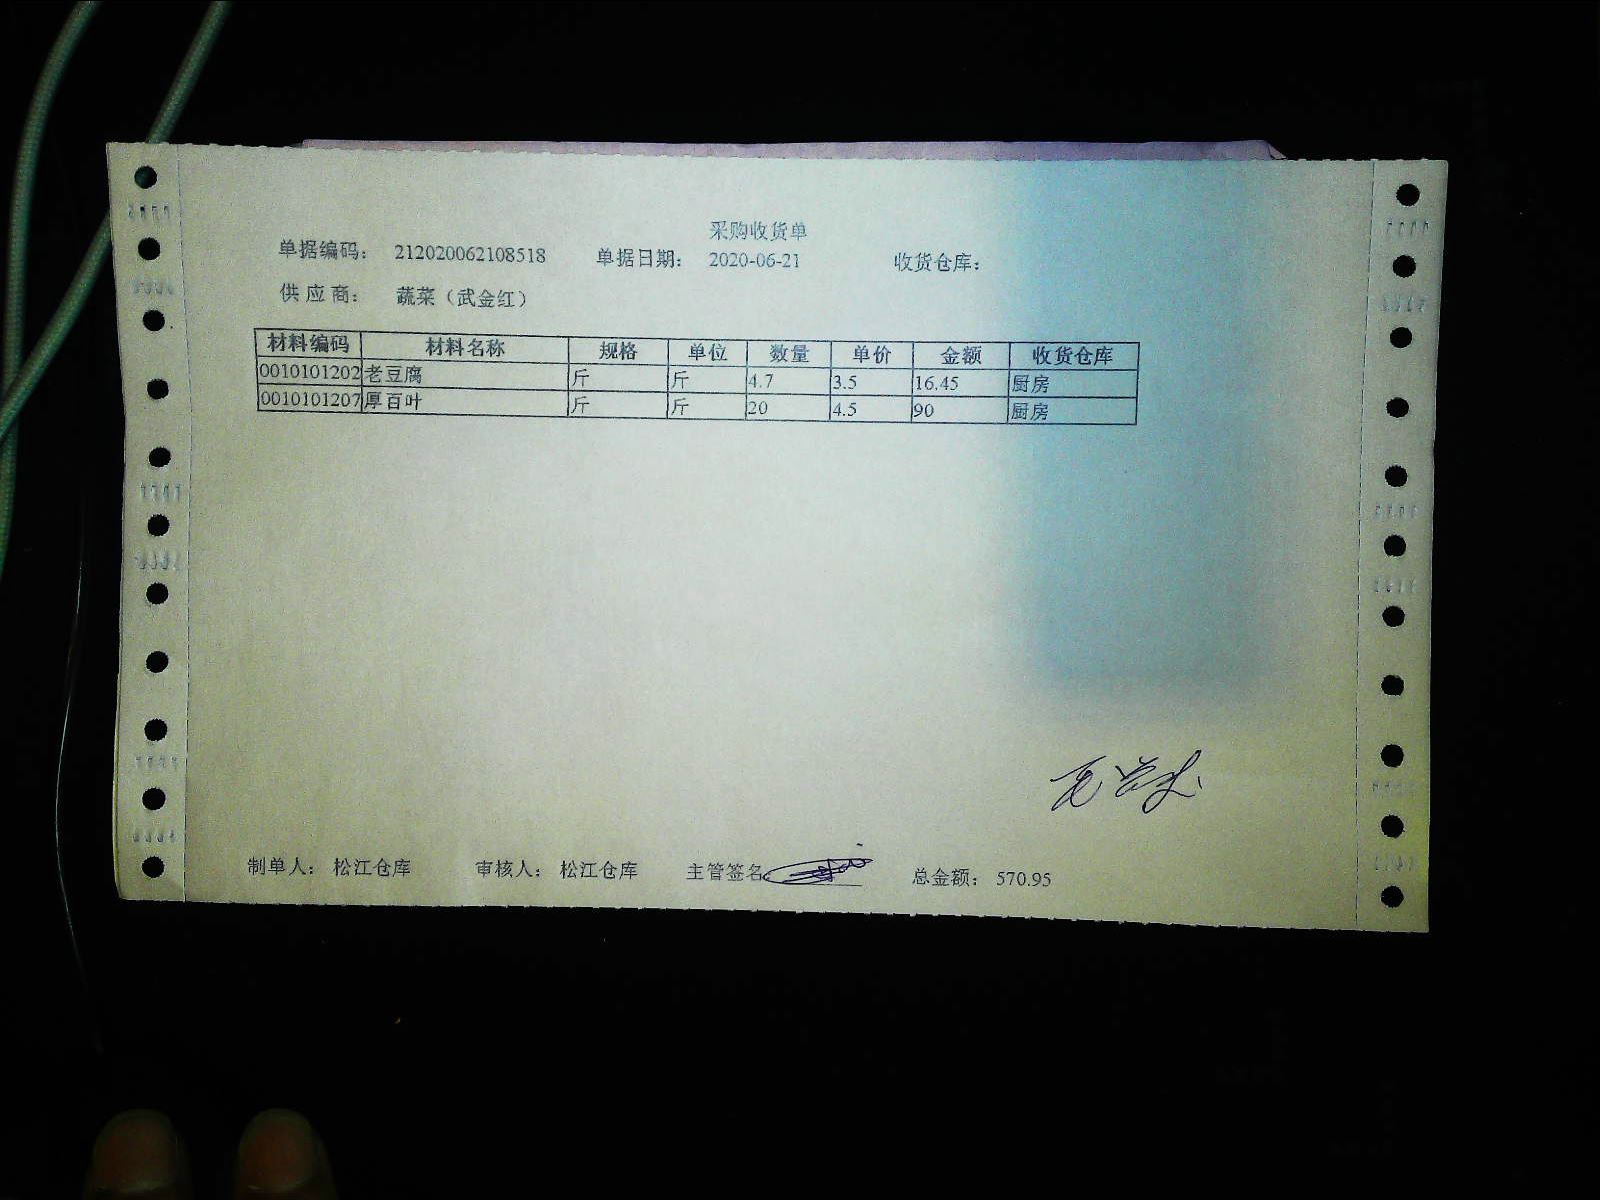 采购收货单
单据编码： 212020062108518 单据日期： 2020-06-21 收货仓库：
供应商： 蔬菜（武金红）
材料编码 材料名称 规格 单位 数量 单价 金额 收货仓库
0010101202 老豆腐 斤 斤 4.7 3.5 16.45 厨房
0010101207 厚百叶 斤 斤 20 4.5 90 厨房
制单人： 松江仓库 审核人： 松江仓库 主管签名 总金额： 570.95